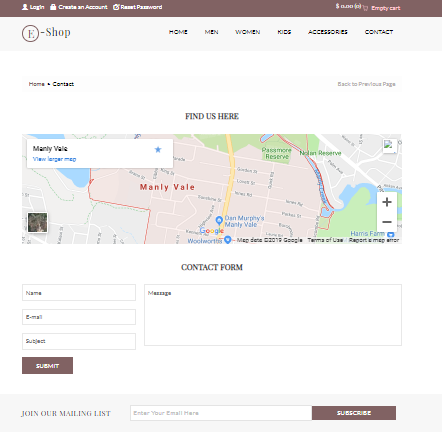 Login Create an Account Reset Password $ 0.00 (0) Empty cart
E -Shop HOME MEN WOMEN KIDS ACCESSORIES CONTACT
Home • Contact Back to Previous Page
FIND US HERE
Manly Vale
View larger map
Passmore Reserve
Nolan Reserve
Manly Vale
Dan Murphy's Manly Vale
Google
Woolworths
Harris Farm
Map data ©2019 Google Terms of Use Report a map error
CONTACT FORM
Name
Message
E-mail
Subject
SUBMIT
JOIN OUR MAILING LIST Enter Your Email Here SUBSCRIBE